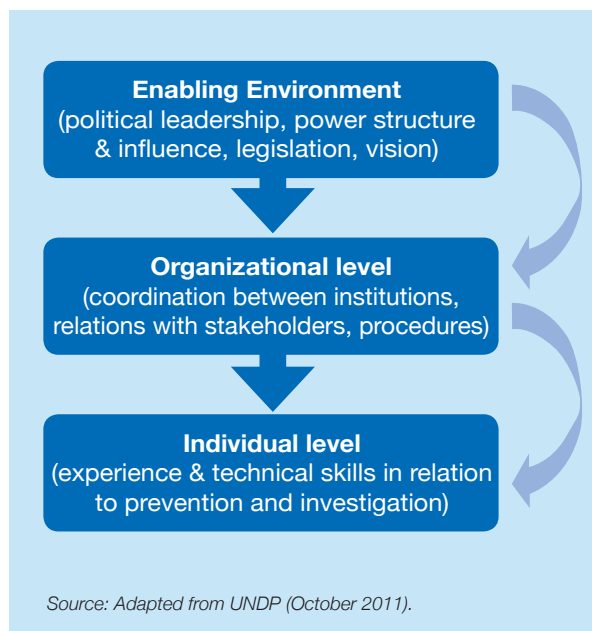 Enabling Environment
(political leadership, power structure
& influence, legislation, vision)
Organizational level
(coordination between institutions,
relations with stakeholders, procedures)
Individual level
(experience & technical skills in relation
to prevention and investigation)
Source: Adapted from UNDP (October 2011).